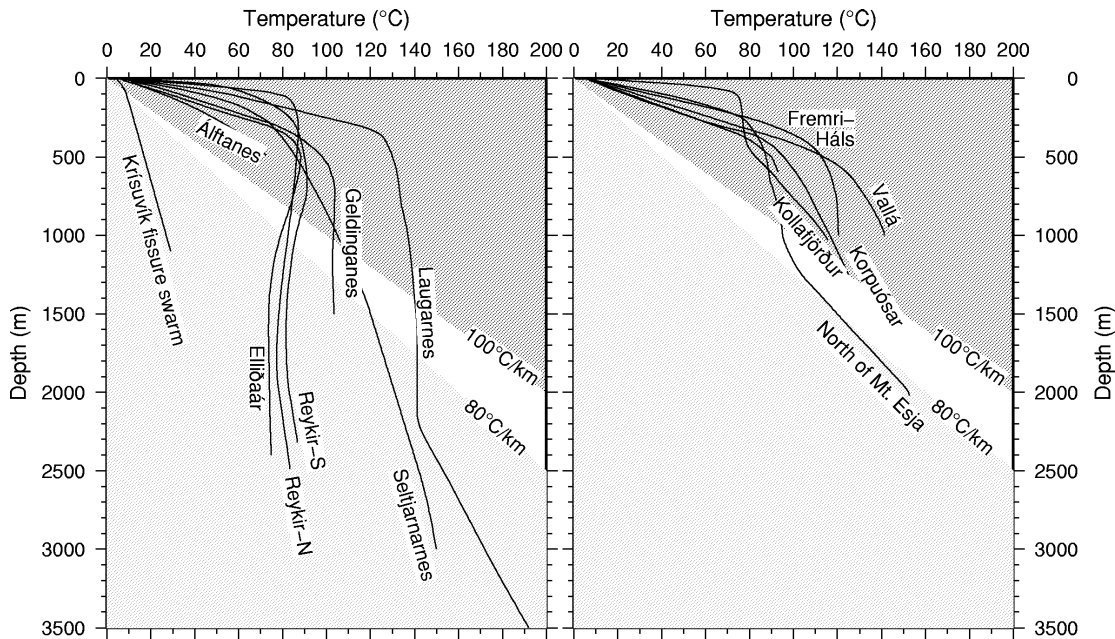 Temperature (°C)
0 20 40 60 80 100 120 140 160 180 200
Depth (m)
0
500
1000
1500
2000
2500
3000
3500
Krísuvík fissure swarm
Álftanes
Geldinganes
Laugarnes
Elliðaár
Reykir–S
Reykir–N
Seltjarnarnes
100°C/km
80°C/km
Temperature (°C)
0 20 40 60 80 100 120 140 160 180 200
Fremri–
Háls
Vallá
Kollafjörður
Korpuósar
North of Mt. Esja
100°C/km
80°C/km
0
500
1000
1500
2000
2500
3000
3500
Depth (m)